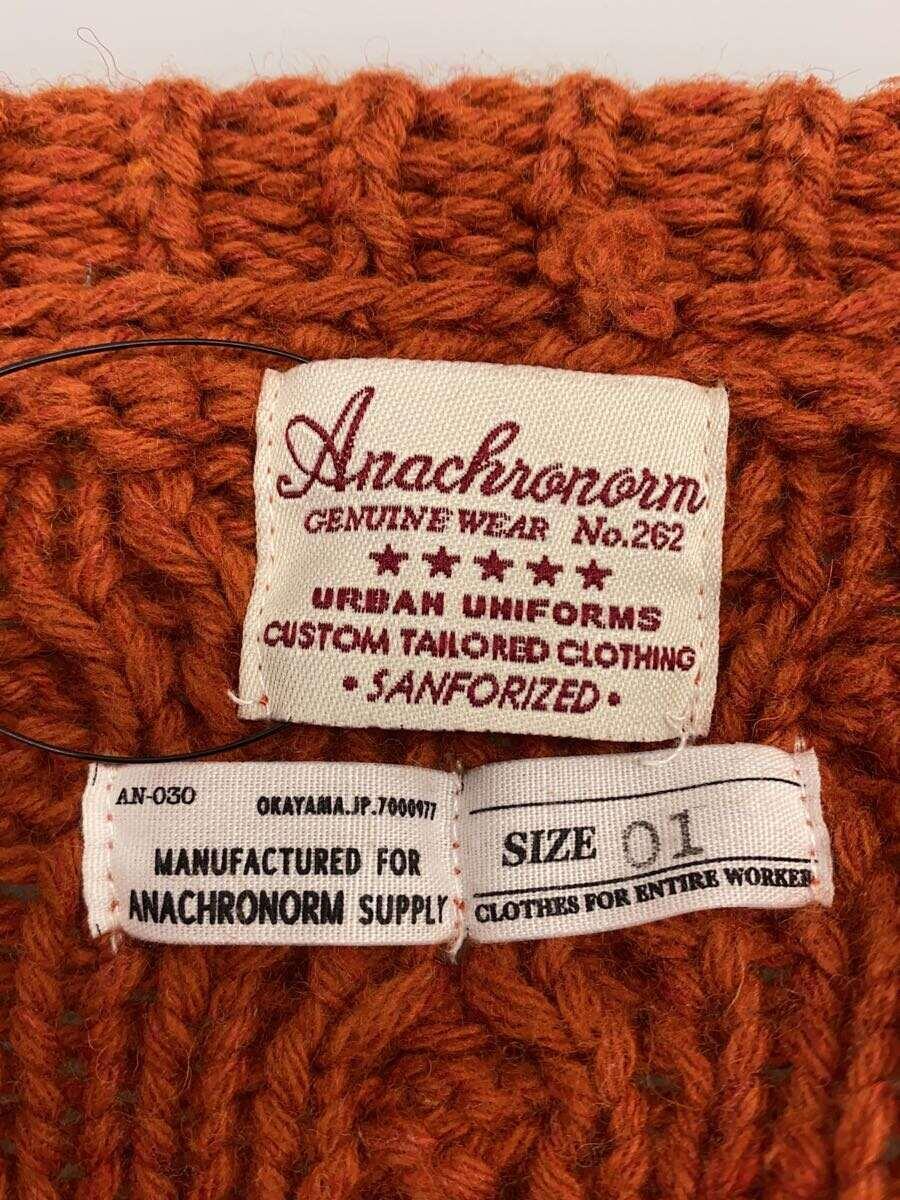 Anachronorm
GENUINE WEAR No.262
★★★★★
URBAN UNIFORMS
CUSTOM TAILORED CLOTHING
•SANFORIZED•
AN-030 OKAYAMA.JP.7000977
MANUFACTURED FOR
ANACHRONORM SUPPLY
SIZE 01
CLOTHES FOR ENTIRE WORKER